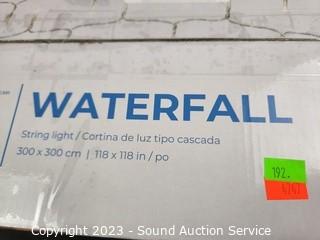 WATERFALL
String light / Cortina de luz tipo cascada
300 x 300 cm | 118 x 118 in / po
192.
4747
Copyright 2023 - Sound Auction Service